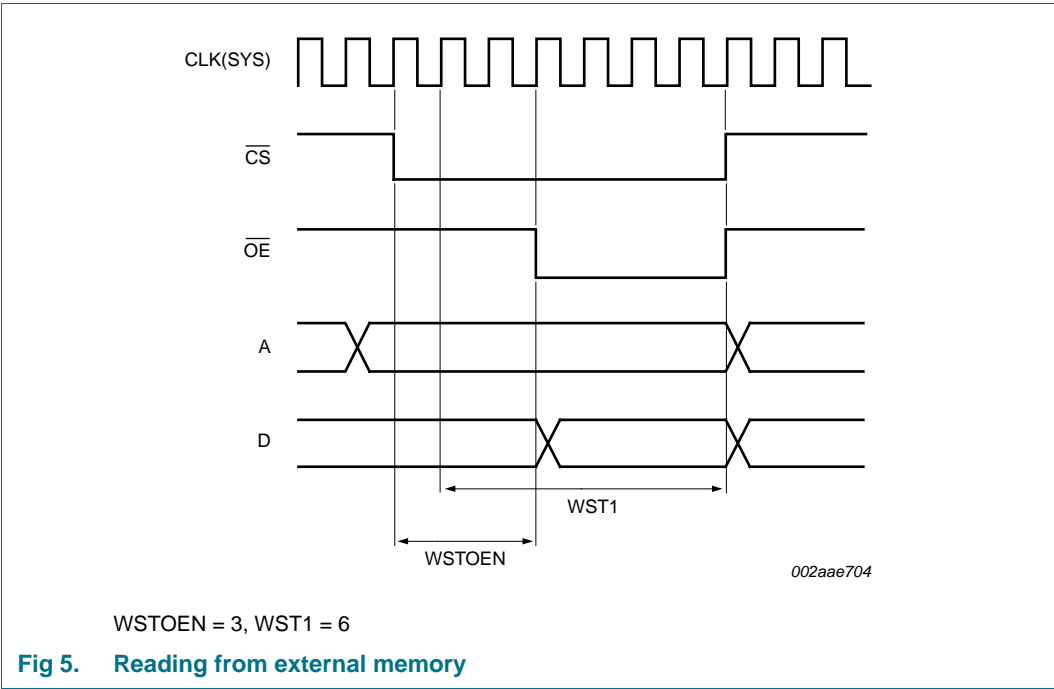 CLK(SYS)
CS
OE
A
D
WST1
WSTOEN
002aae704
WSTOEN = 3, WST1 = 6
Fig 5. Reading from external memory